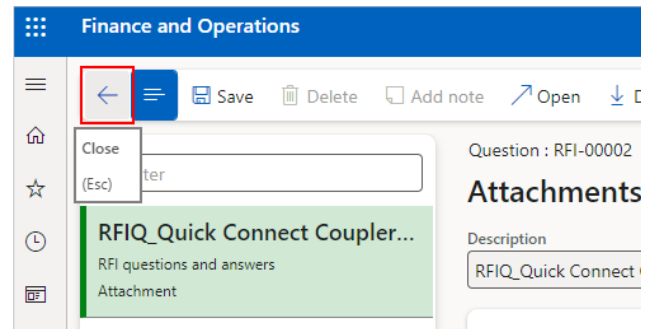 Finance and Operations
Save Delete Add note Open
Close
(Esc)
Question : RFI-00002
Attachments
RFIQ_Quick Connect Coupler...
RFI questions and answers
Attachment
Description
RFIQ_Quick Connect